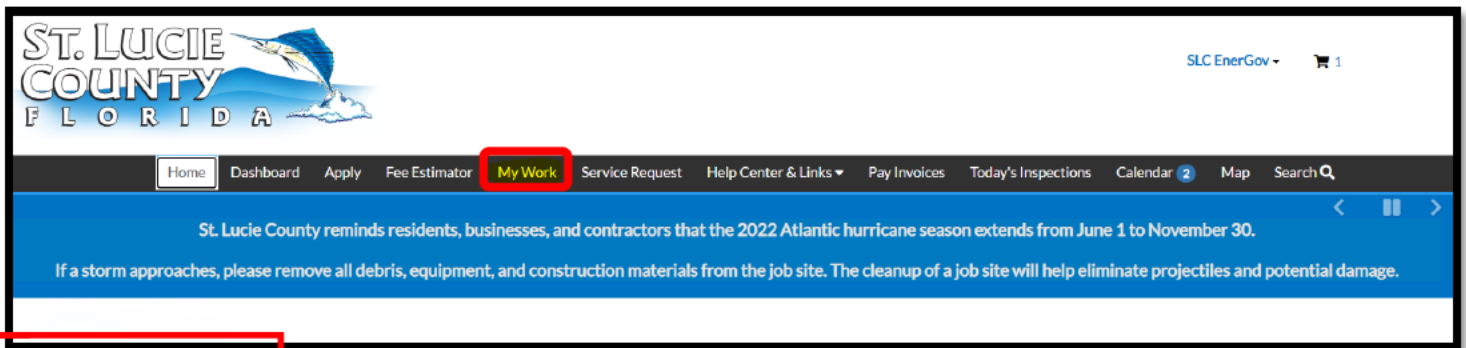 ST. LUCIE
COUNTY
FLORIDA
SLC EnerGov 1
Home Dashboard Apply Fee Estimator My Work Service Request Help Center & Links Pay Invoices Today's Inspections Calendar 2 Map Search
St. Lucie County reminds residents, businesses, and contractors that the 2022 Atlantic hurricane season extends from June 1 to November 30.
If a storm approaches, please remove all debris, equipment, and construction materials from the job site. The cleanup of a job site will help eliminate projectiles and potential damage.